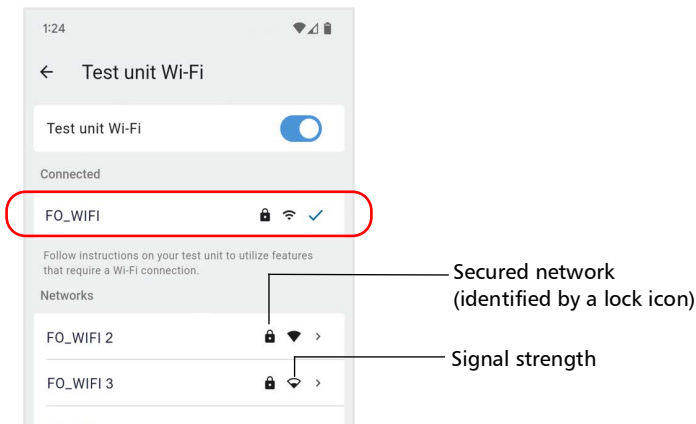 1:24
Test unit Wi-Fi
Test unit Wi-Fi
Connected
FO_WIFI
Follow instructions on your test unit to utilize features
that require a Wi-Fi connection.
Networks
Secured network
(identified by a lock icon)
FO_WIFI 2
Signal strength
FO_WIFI 3